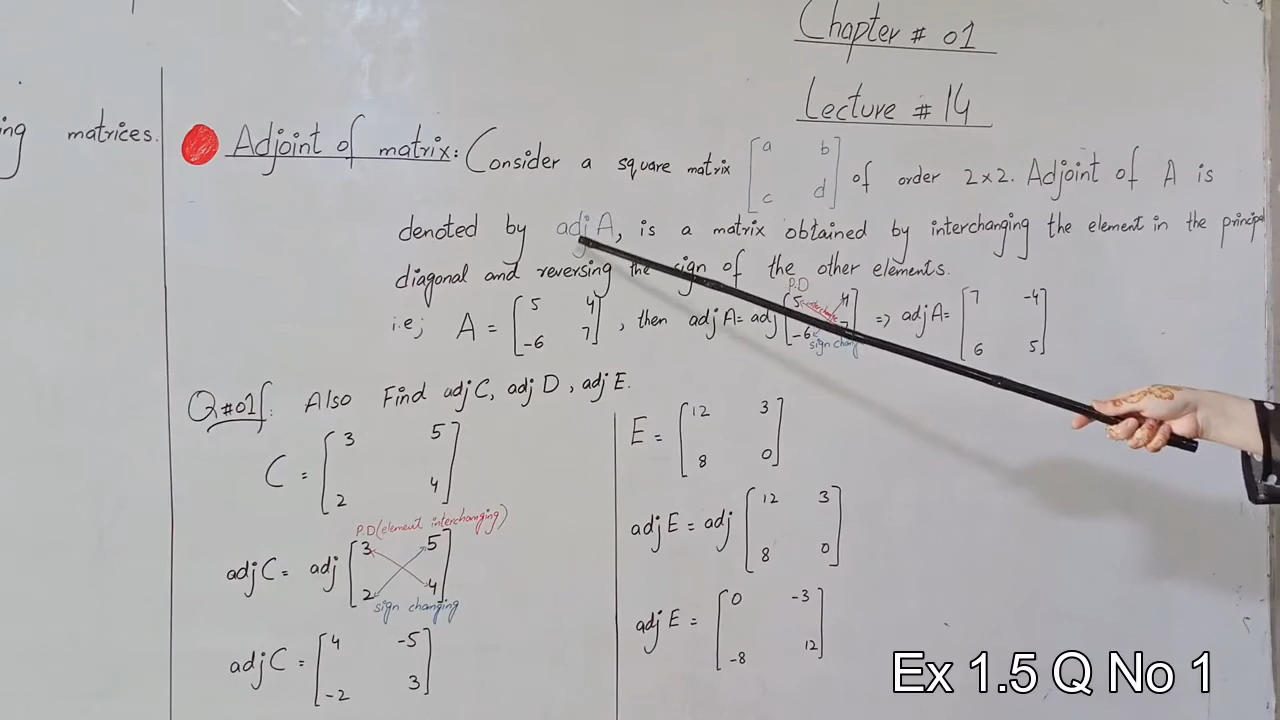 Chapter # 01
Lecture # 14
ing matrices.
Adjoint of matrix: Consider a square matrix [a b
c d] of order 2×2. Adjoint of A is
denoted by adj A, is a matrix obtained by interchanging the element in the principal
diagonal and reversing the sign of the other elements.
i.e; A = [5 4
-6 7], then adj A = adj [5 4
-6 7] => adj A = [7 -4
6 5]
P.D
interchange
sign chang
Q#01: Also Find adj C, adj D, adj E.
C = [3 5
2 4]
P.D (element interchanging)
adj C = adj [3 5
2 4]
sign changing
adj C = [4 -5
-2 3]
E = [12 3
8 0]
adj E = adj [12 3
8 0]
adj E = [0 -3
-8 12]
Ex 1.5 Q No 1